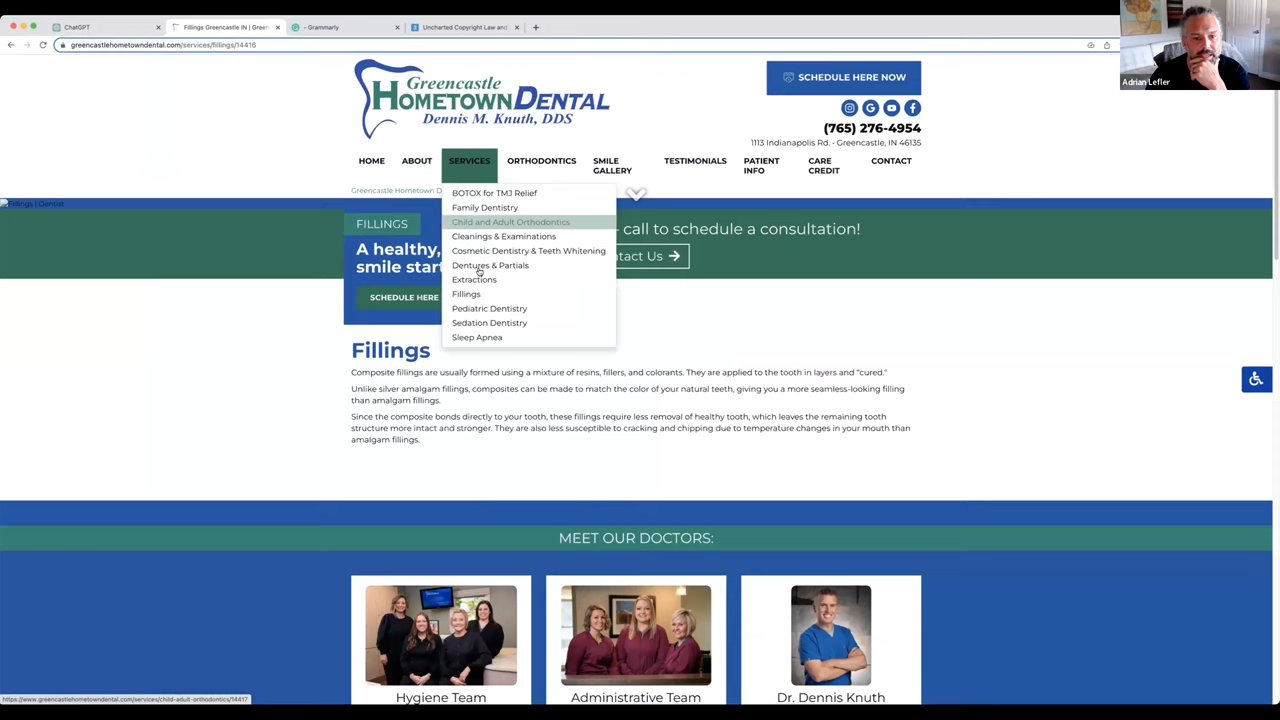 ChatGPT
Fillings Greencastle IN | Green
- Grammarly
Uncharted Copyright Law and
greencastlehometowndental.com/services/fillings/14416
Adrian Lefler
Greencastle
HOMETOWNDENTAL
Dennis M. Knuth, DDS
SCHEDULE HERE NOW
(765) 276-4954
1113 Indianapolis Rd. • Greencastle, IN 46135
HOME
ABOUT
SERVICES
ORTHODONTICS
SMILE
GALLERY
TESTIMONIALS
PATIENT
INFO
CARE
CREDIT
CONTACT
Greencastle Hometown D
BOTOX for TMJ Relief
Family Dentistry
Child and Adult Orthodontics
Cleanings & Examinations
Cosmetic Dentistry & Teeth Whitening
Dentures & Partials
Extractions
Fillings
Pediatric Dentistry
Sedation Dentistry
Sleep Apnea
Fillings | Dental
FILLINGS
A healthy,
smile star
SCHEDULE HERE
– call to schedule a consultation!
tact Us
Fillings
Composite fillings are usually formed using a mixture of resins, fillers, and colorants. They are applied to the tooth in layers and "cured."
Unlike silver amalgam fillings, composites can be made to match the color of your natural teeth, giving you a more seamless-looking filling
than amalgam fillings.
Since the composite bonds directly to your tooth, these fillings require less removal of healthy tooth, which leaves the remaining tooth
structure more intact and stronger. They are also less susceptible to cracking and chipping due to temperature changes in your mouth than
amalgam fillings.
MEET OUR DOCTORS:
Hygiene Team
Administrative Team
Dr. Dennis Knuth
https://www.greencastlehometowndental.com/services/child-adult-orthodontics/14417